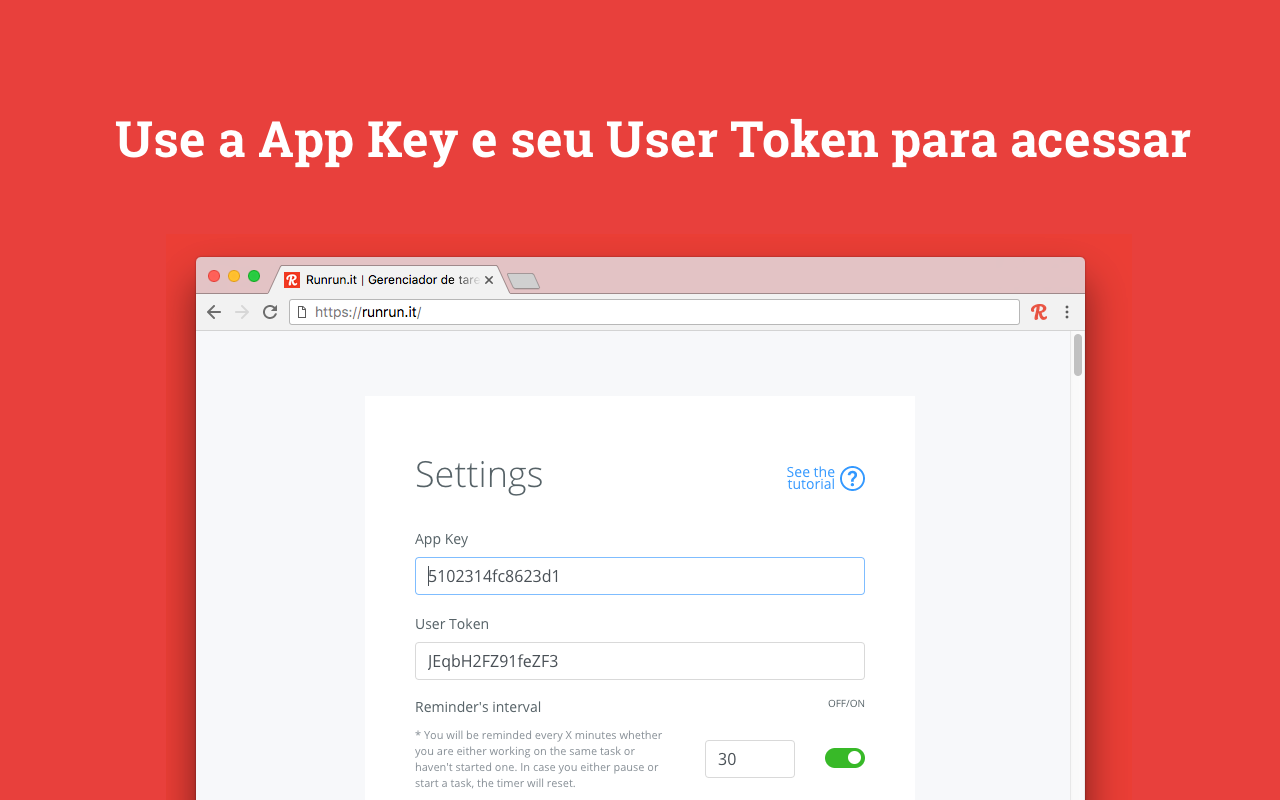 Use a App Key e seu User Token para acessar
Runrun.it | Gerenciador de tare
https://runrun.it/
Settings
See the
tutorial
App Key
5102314fc8623d1
User Token
JEqbH2FZ91feZF3
Reminder's interval
OFF/ON
* You will be reminded every X minutes whether
you are either working on the same task or
haven't started one. In case you either pause or
start a task, the timer will reset.
30